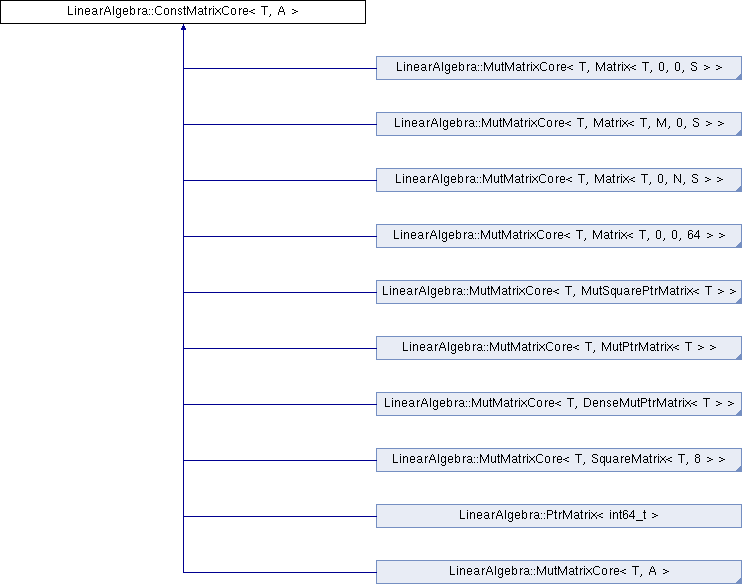 LinearAlgebra::ConstMatrixCore< T, A >
LinearAlgebra::MutMatrixCore< T, Matrix< T, 0, 0, S > >
LinearAlgebra::MutMatrixCore< T, Matrix< T, M, 0, S > >
LinearAlgebra::MutMatrixCore< T, Matrix< T, 0, N, S > >
LinearAlgebra::MutMatrixCore< T, Matrix< T, 0, 0, 64 > >
LinearAlgebra::MutMatrixCore< T, MutSquarePtrMatrix< T > >
LinearAlgebra::MutMatrixCore< T, MutPtrMatrix< T > >
LinearAlgebra::MutMatrixCore< T, DenseMutPtrMatrix< T > >
LinearAlgebra::MutMatrixCore< T, SquareMatrix< T, 8 > >
LinearAlgebra::PtrMatrix< int64_t >
LinearAlgebra::MutMatrixCore< T, A >